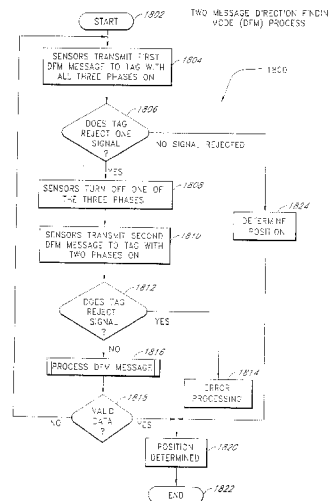 TWO MESSAGE DIRECTION FINDIN
MODE (DFM) PROCESS
START
1802
SENSORS TRANSMIT FIRST
DFM MESSAGE TO TAG WITH
ALL THREE PHASES ON
1804
1800
1806
DOES TAG
REJECT ONE
SIGNAL
?
NO SIGNAL REJECTED
YES
1808
SENSORS TURN OFF ONE OF
THE THREE PHASES
1810
SENSORS TRANSMIT SECOND
DFM MESSAGE TO TAG WITH
TWO PHASES ON
1824
DETERMINE
POSITION
1812
DOES TAG
REJECT
SIGNAL
?
YES
NO
1816
PROCESS DFM MESSAGE
1814
ERROR
PROCESSING
VALID
DATA
?
NO
YES
1820
POSITION
DETERMINED
END
1822